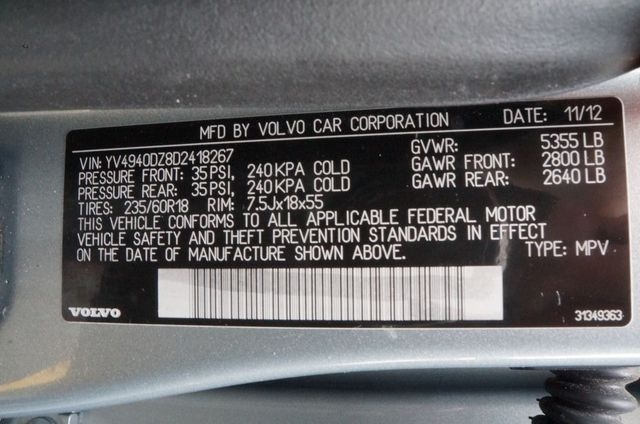 MFD BY VOLVO CAR CORPORATION DATE: 11/12
VIN: YV4940DZ8D2418267 GVWR: 5355 LB
PRESSURE FRONT: 35PSI, 240KPA COLD GAWR FRONT: 2800 LB
PRESSURE REAR: 35PSI, 240KPA COLD GAWR REAR: 2640 LB
TIRES: 235/60R18 RIM: 7.5Jx18x55
THIS VEHICLE CONFORMS TO ALL APPLICABLE FEDERAL MOTOR
VEHICLE SAFETY AND THEFT PREVENTION STANDARDS IN EFFECT
ON THE DATE OF MANUFACTURE SHOWN ABOVE. TYPE: MPV
VOLVO 31349363